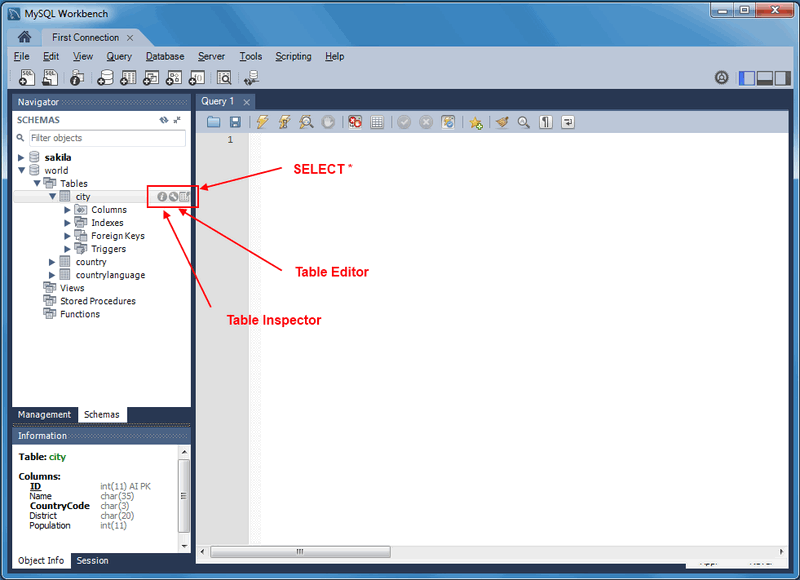 MySQL Workbench
First Connection
File Edit View Query Database Server Tools Scripting Help
Navigator
SCHEMAS
Filter objects
sakila
world
Tables
city
Columns
Indexes
Foreign Keys
Triggers
country
countrylanguage
Views
Stored Procedures
Functions
Management Schemas
Information
Table: city
Columns:
ID int(11) AI PK
Name char(35)
CountryCode char(3)
District char(20)
Population int(11)
Object Info Session
Query 1
1
SELECT *
Table Editor
Table Inspector